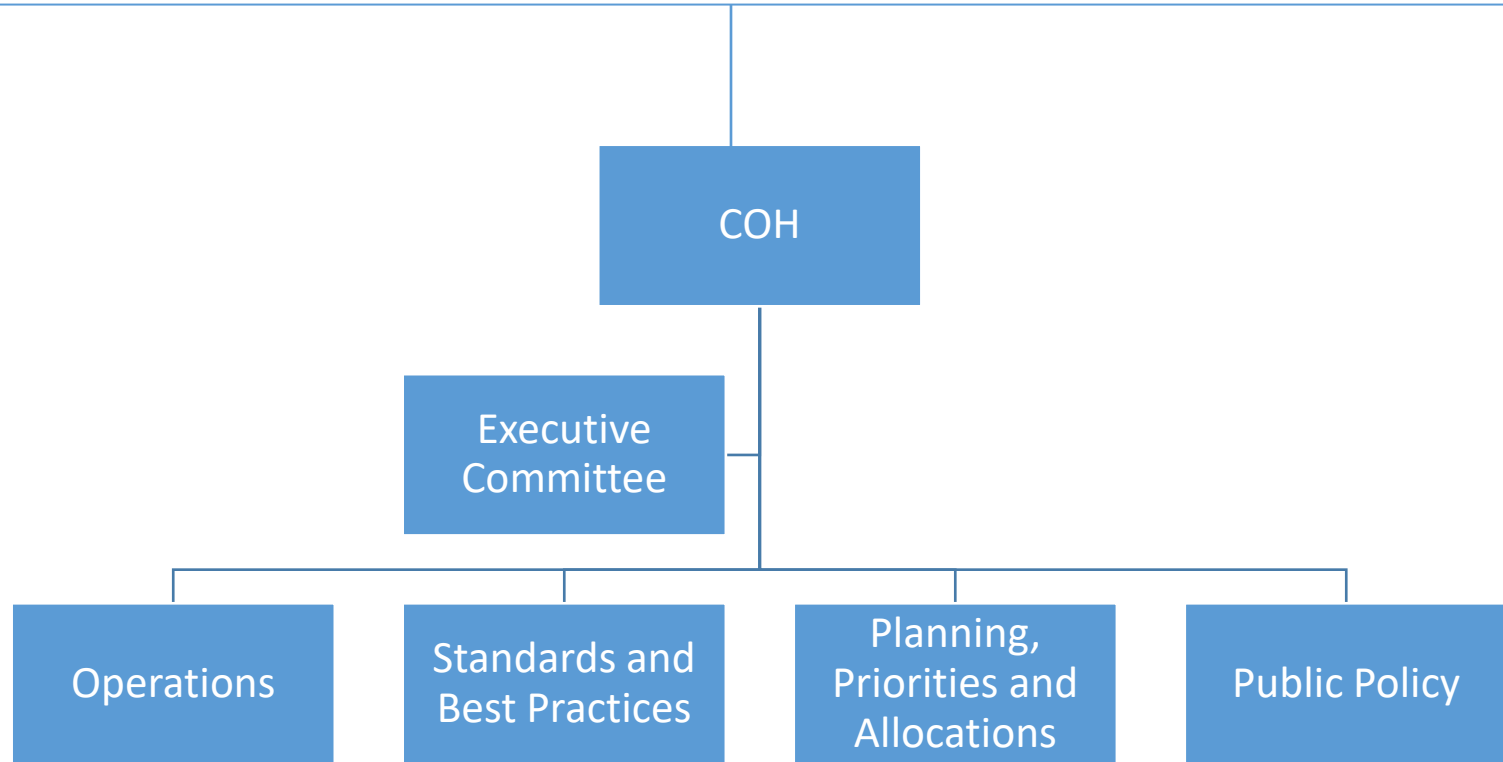 COH
Executive
Committee
Operations
Standards and
Best Practices
Planning,
Priorities and
Allocations
Public Policy